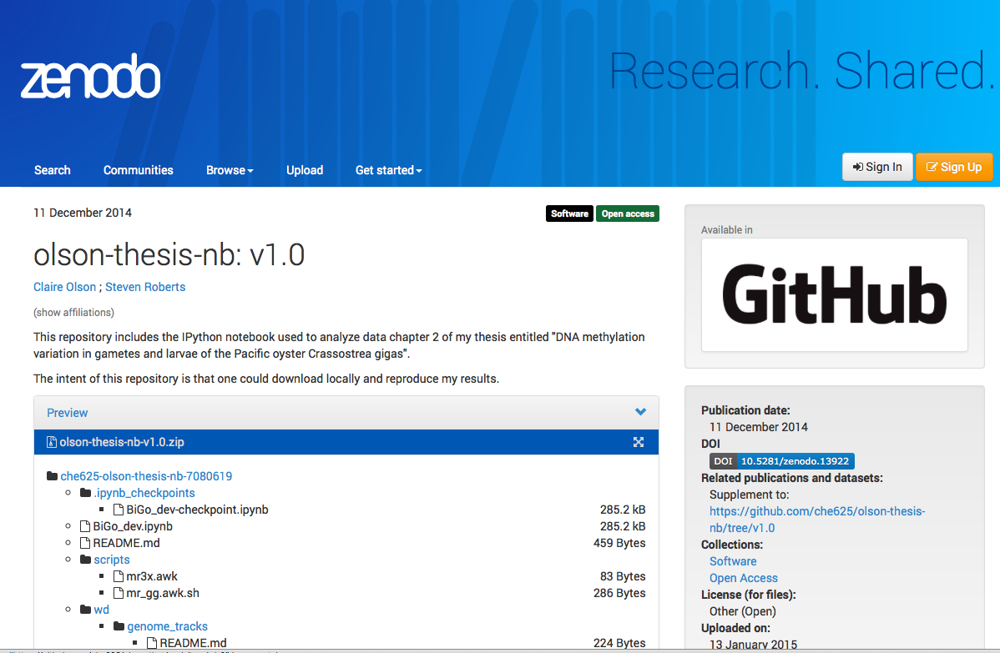 zenodo
Research. Shared.
Search Communities Browse Upload Get started
Sign In Sign Up
11 December 2014
Software Open access
olson-thesis-nb: v1.0
Claire Olson ; Steven Roberts
(show affiliations)
This repository includes the IPython notebook used to analyze data chapter 2 of my thesis entitled "DNA methylation
variation in gametes and larvae of the Pacific oyster Crassostrea gigas".
The intent of this repository is that one could download locally and reproduce my results.
Preview
olson-thesis-nb-v1.0.zip
che625-olson-thesis-nb-7080619
.ipynb_checkpoints
BiGo_dev-checkpoint.ipynb 285.2 kB
BiGo_dev.ipynb 285.2 kB
README.md 459 Bytes
scripts
mr3x.awk 83 Bytes
mr_gg.awk.sh 286 Bytes
wd
genome_tracks
README.md 224 Bytes
Available in
GitHub
Publication date:
11 December 2014
DOI
DOI 10.5281/zenodo.13922
Related publications and datasets:
Supplement to:
https://github.com/che625/olson-thesis-
nb/tree/v1.0
Collections:
Software
Open Access
License (for files):
Other (Open)
Uploaded on:
13 January 2015